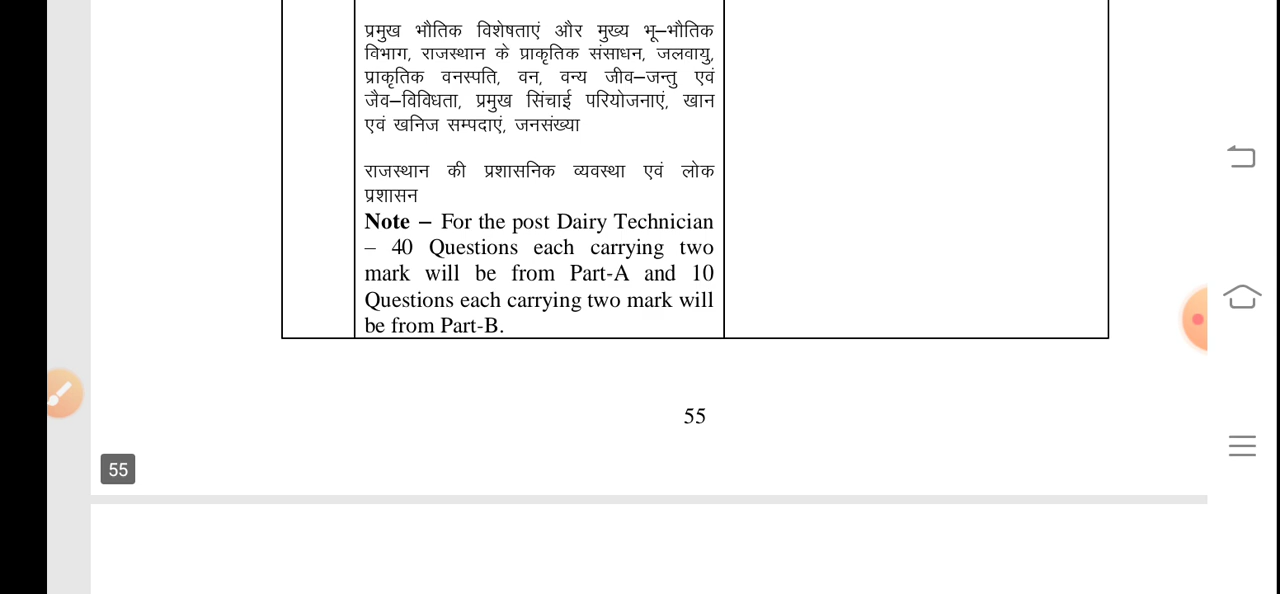 प्रमुख भौतिक विशेषताएं और मुख्य भू–भौतिक
विभाग, राजस्थान के प्राकृतिक संसाधन, जलवायु,
प्राकृतिक वनस्पति, वन, वन्य जीव–जन्तु एवं
जैव–विविधता, प्रमुख सिंचाई परियोजनाएं, खान
एवं खनिज सम्पदाएं, जनसंख्या
राजस्थान की प्रशासनिक व्यवस्था एवं लोक
प्रशासन
Note – For the post Dairy Technician
– 40 Questions each carrying two
mark will be from Part-A and 10
Questions each carrying two mark will
be from Part-B.
55
55